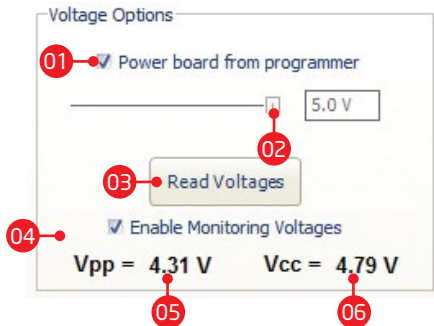 Voltage Options
01 Power board from programmer
5.0 V
02
03 Read Voltages
04 Enable Monitoring Voltages
Vpp = 4.31 V Vcc = 4.79 V
05 06